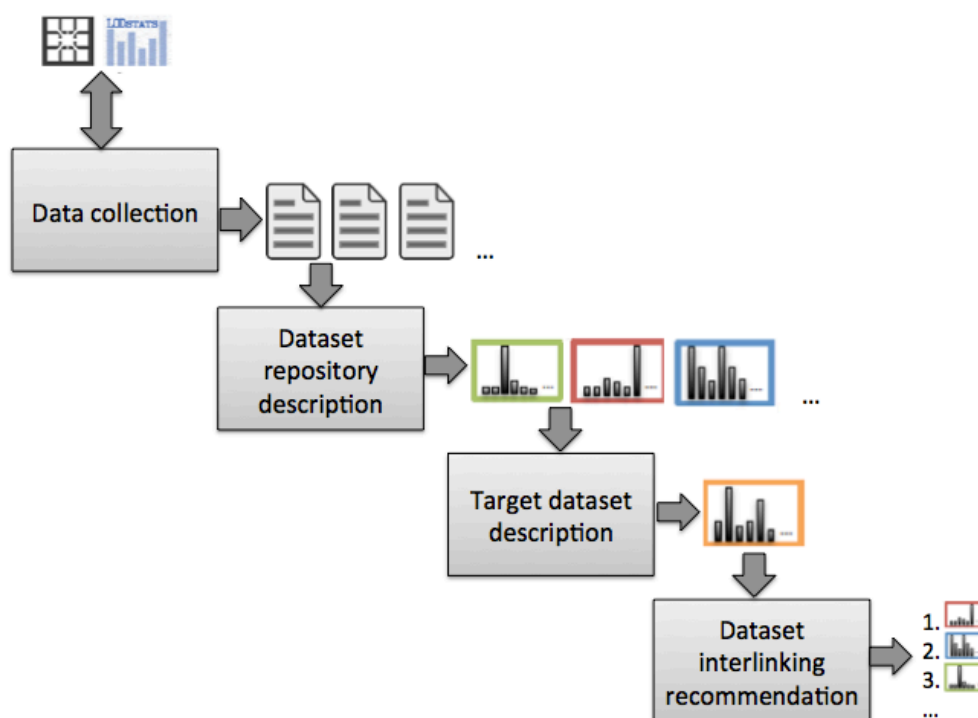 LODSTATS
Data collection
...
Dataset
repository
description
...
...
...
...
Target dataset
description
...
Dataset
interlinking
recommendation
1.
2.
3.
...